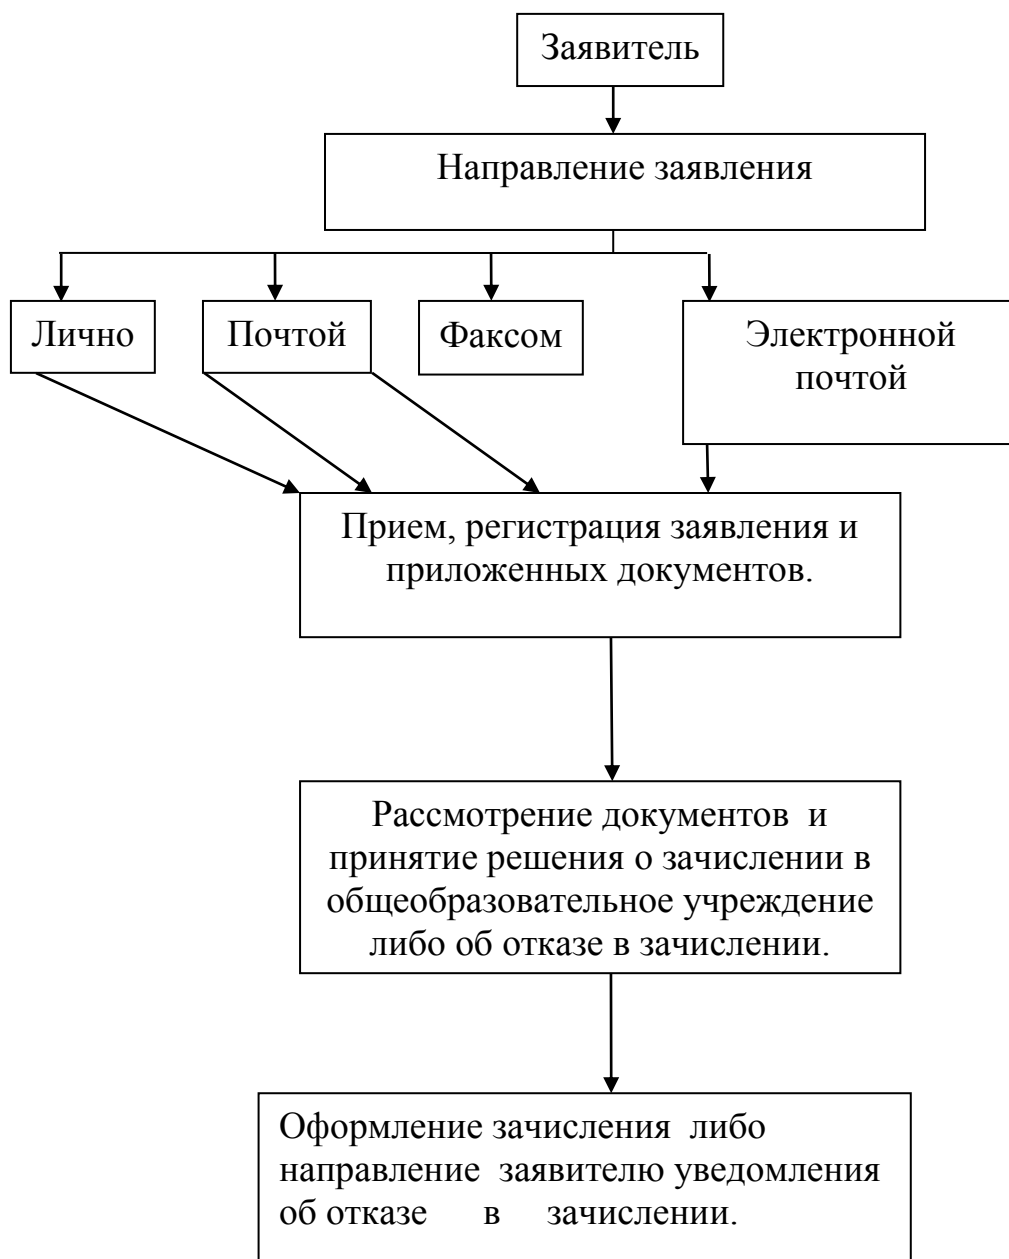 Заявитель
Направление заявления
Лично
Почтой
Факсом
Электронной
почтой
Прием, регистрация заявления и
приложенных документов.
Рассмотрение документов и
принятие решения о зачислении в
общеобразовательное учреждение
либо об отказе в зачислении.
Оформление зачисления либо
направление заявителю уведомления
об отказе в зачислении.